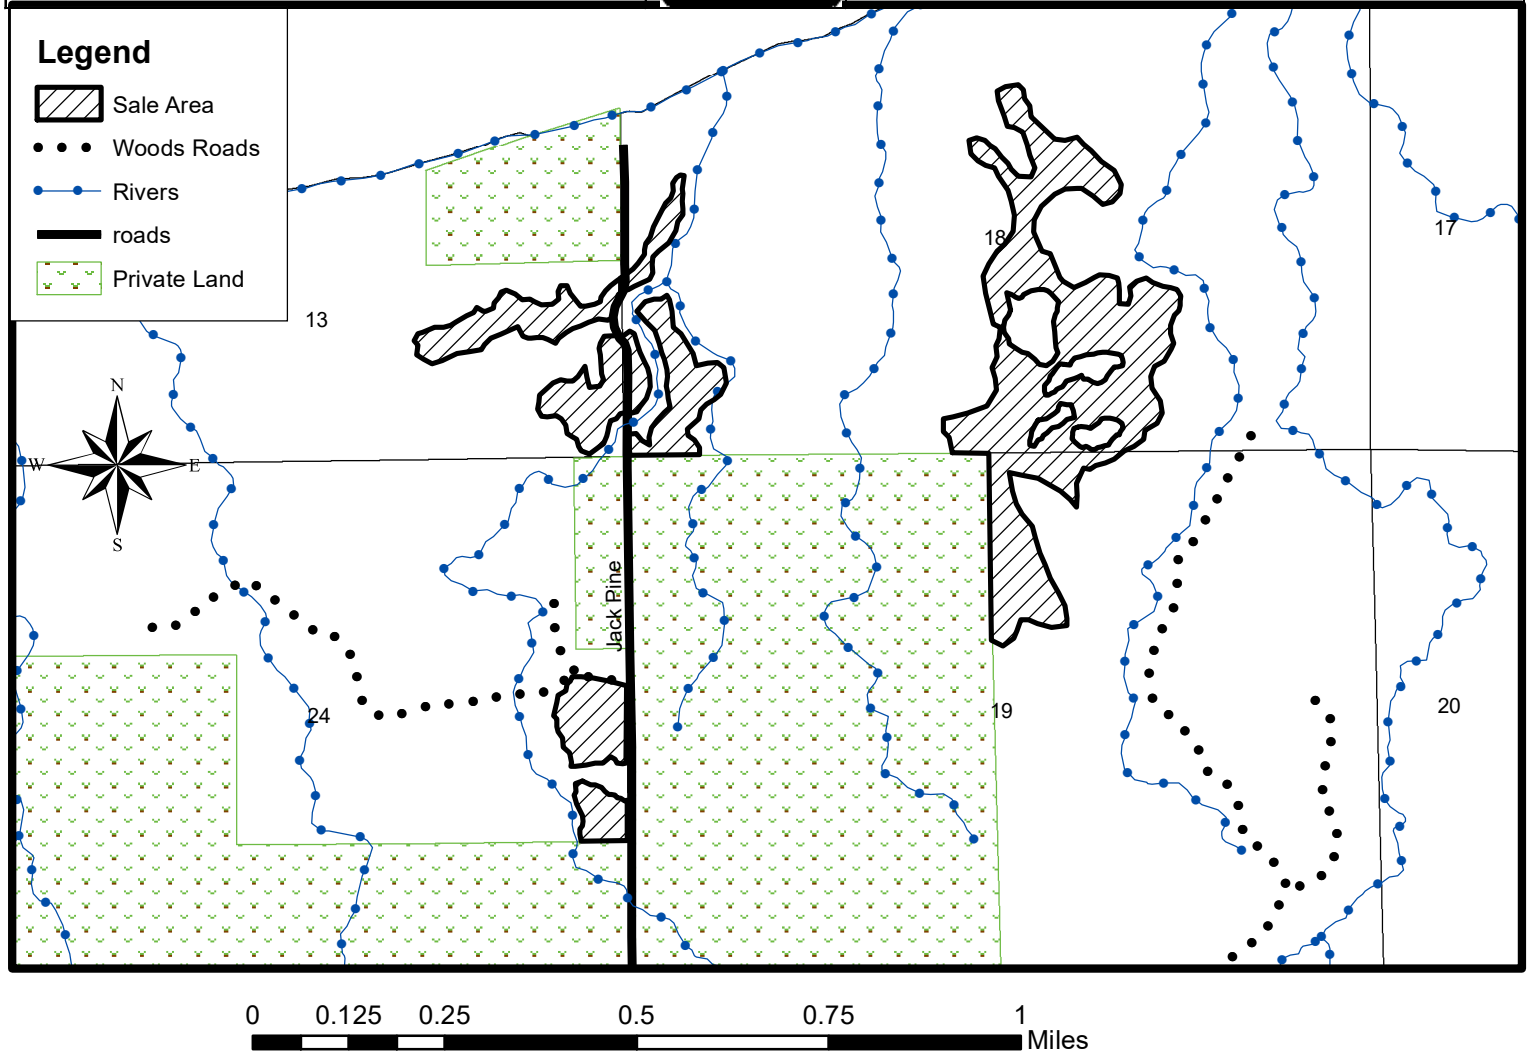 Legend
Sale Area
Woods Roads
Rivers
roads
Private Land
18
17
13
N
W
E
S
Jack Pine
24
19
20
0 0.125 0.25 0.5 0.75 1
Miles